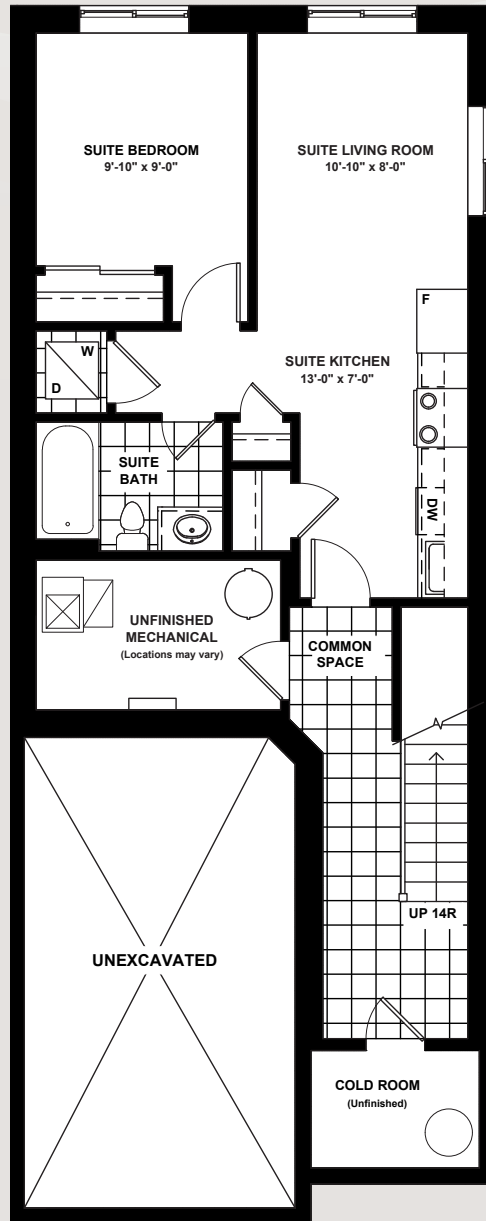 SUITE BEDROOM
9'-10" x 9'-0"
SUITE LIVING ROOM
10'-10" x 8'-0"
F
W
D
SUITE KITCHEN
13'-0" x 7'-0"
SUITE
BATH
DW
UNFINISHED
MECHANICAL
(Locations may vary)
COMMON
SPACE
UP 14R
UNEXCAVATED
COLD ROOM
(Unfinished)